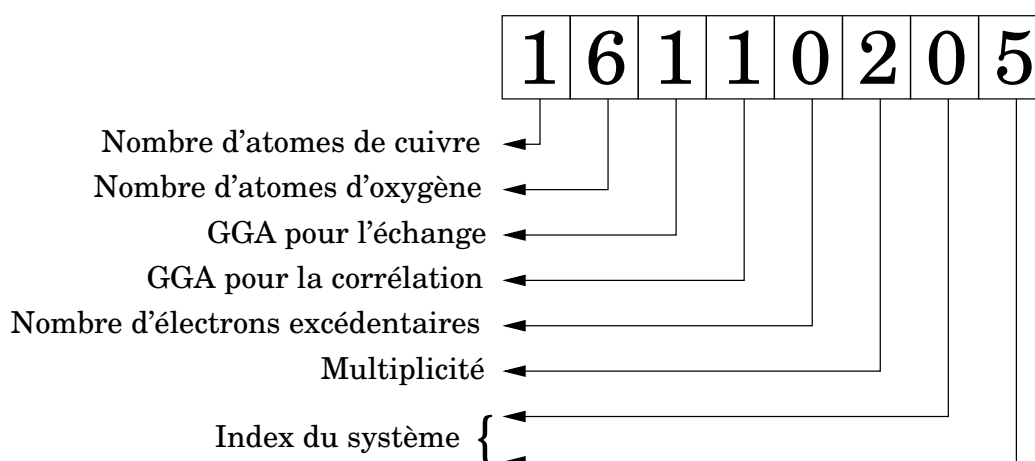 1 6 1 1 0 2 0 5
Nombre d'atomes de cuivre
Nombre d'atomes d'oxygène
GGA pour l'échange
GGA pour la corrélation
Nombre d'électrons excédentaires
Multiplicité
Index du système {